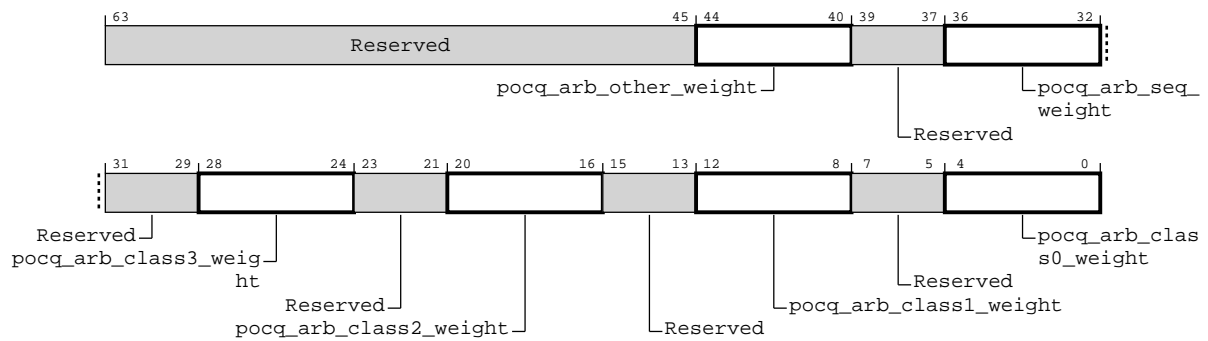 63 45 44 40 39 37 36 32
Reserved
pocq_arb_other_weight
pocq_arb_seq_
weight
Reserved
31 29 28 24 23 21 20 16 15 13 12 8 7 5 4 0
Reserved
pocq_arb_class3_weig
ht
pocq_arb_clas
s0_weight
Reserved
Reserved
pocq_arb_class2_weight
pocq_arb_class1_weight
Reserved